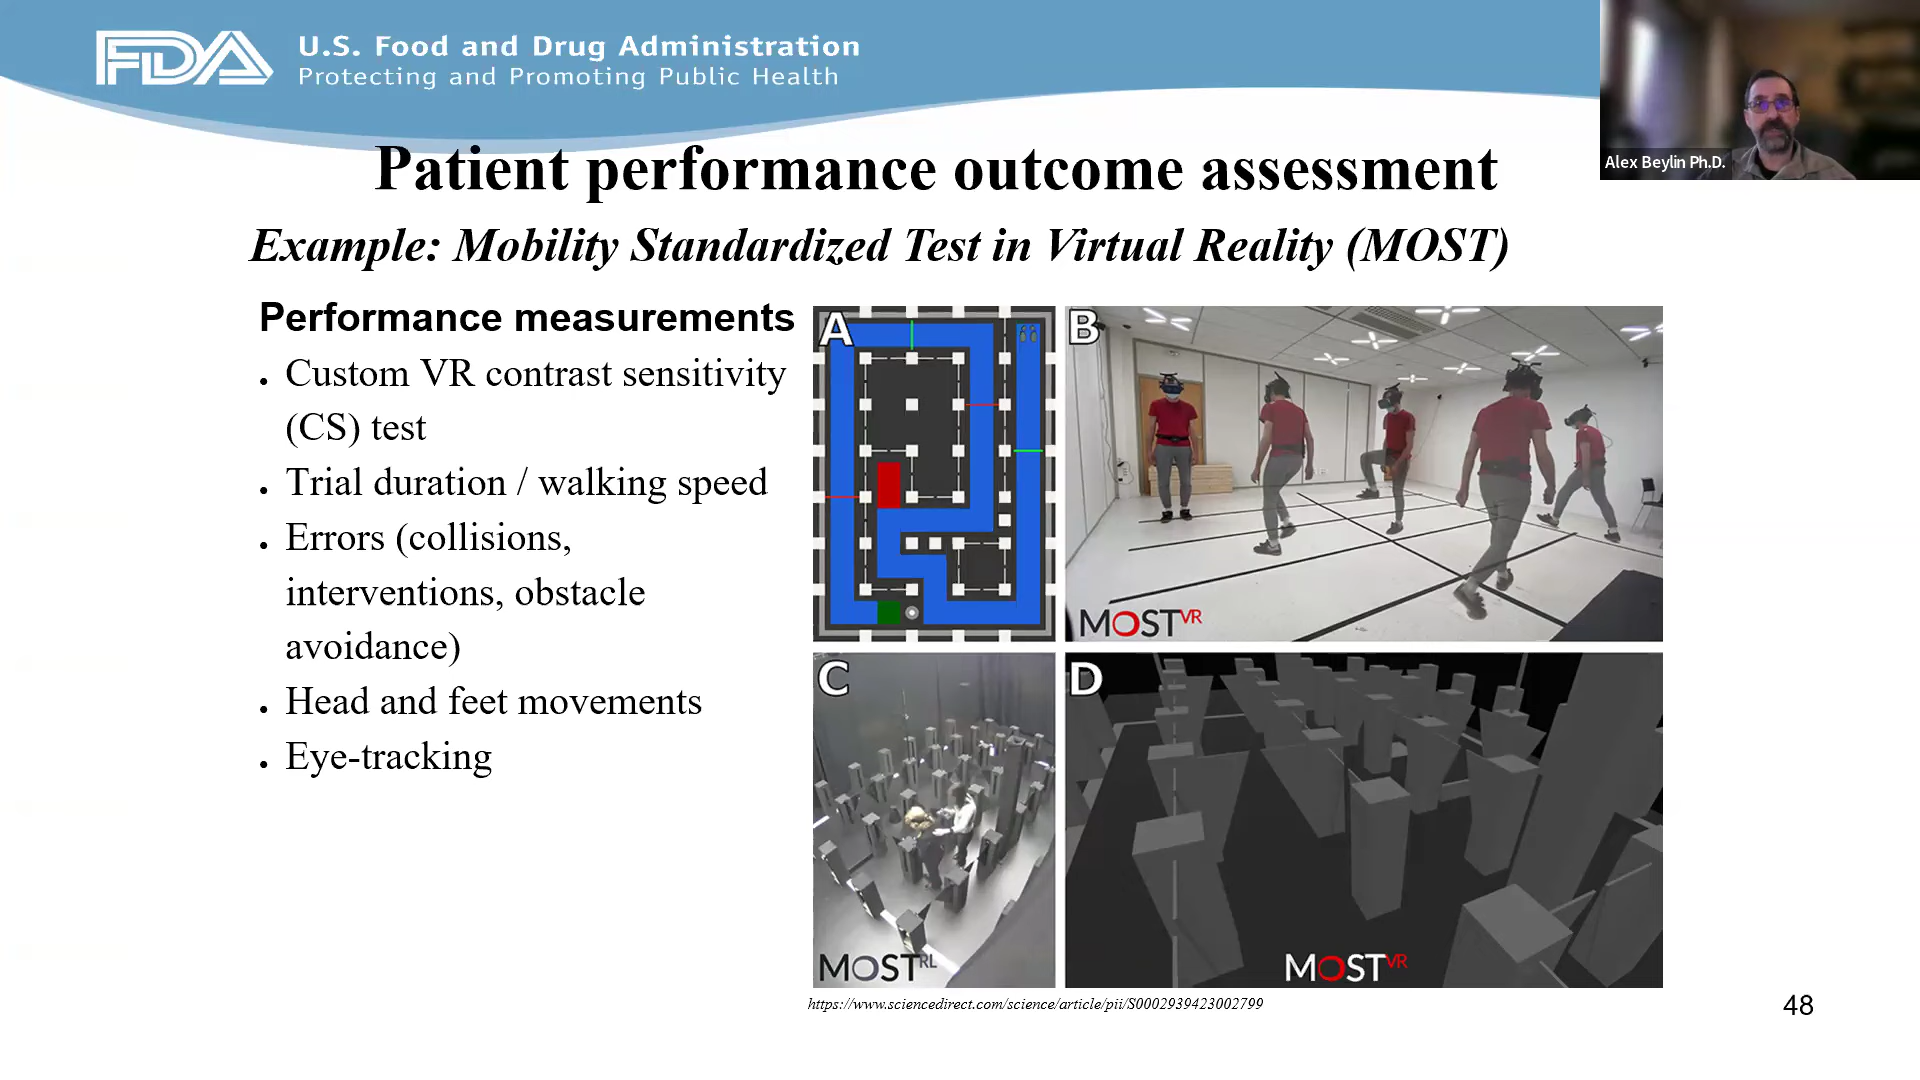 FDA
U.S. Food and Drug Administration
Protecting and Promoting Public Health
Alex Beylin Ph.D.
Patient performance outcome assessment
Example: Mobility Standardized Test in Virtual Reality (MOST)
Performance measurements
• Custom VR contrast sensitivity
(CS) test
• Trial duration / walking speed
• Errors (collisions,
interventions, obstacle
avoidance)
• Head and feet movements
• Eye-tracking
A
B
MOSTVR
C
MOSTRL
D
MOSTVR
https://www.sciencedirect.com/science/article/pii/S0002939423002799
48